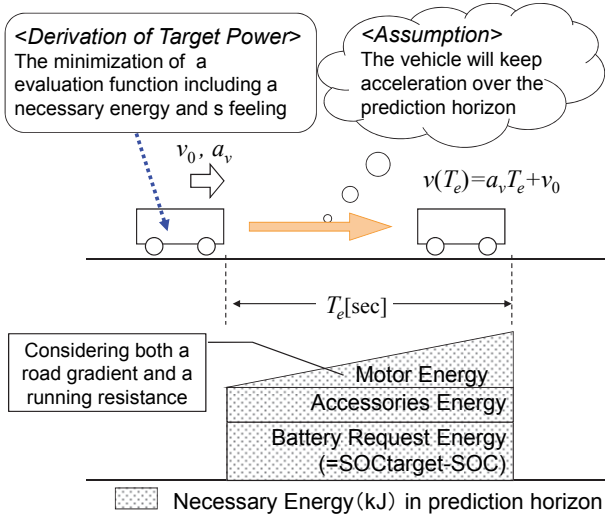 <Derivation of Target Power>
The minimization of a
evaluation function including a
necessary energy and s feeling
<Assumption>
The vehicle will keep
acceleration over the
prediction horizon
v₀, aᵥ
v(Tₑ)=aᵥTₑ+v₀
Tₑ[sec]
Considering both a
road gradient and a
running resistance
Motor Energy
Accessories Energy
Battery Request Energy
(=SOCtarget-SOC)
Necessary Energy(kJ) in prediction horizon